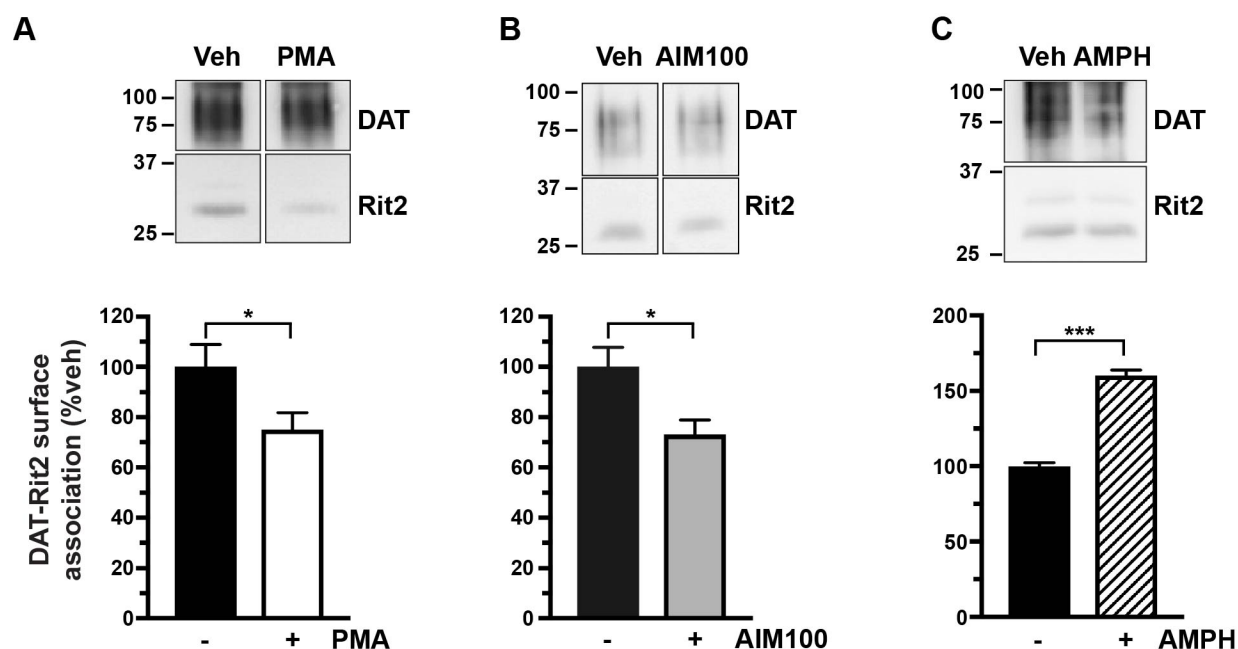 A
Veh PMA
100
75
DAT
37
Rit2
25
120
100
80
60
40
20
0
*
DAT-Rit2 surface
association (%veh)
- + PMA
B
Veh AIM100
100
75
DAT
37
Rit2
25
120
100
80
60
40
20
0
*
- + AIM100
C
Veh AMPH
100
75
DAT
37
Rit2
25
200
150
100
50
0
***
- + AMPH